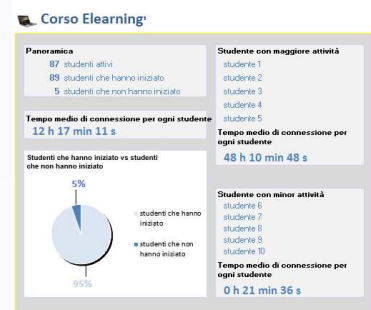 Corso Elearning¹
Panoramica
87 studenti attivi
89 studenti che hanno iniziato
5 studenti che non hanno iniziato
Tempo medio di connessione per ogni studente
12 h 17 min 11 s
Studenti che hanno iniziato vs studenti
che non hanno iniziato
5%
95%
studenti che hanno
iniziato
studenti che non
hanno iniziato
Studente con maggiore attività
studente 1
studente 2
studente 3
studente 4
studente 5
Tempo medio di connessione per
ogni studente
48 h 10 min 48 s
Studente con minor attività
studente 6
studente 7
studente 8
studente 9
studente 10
Tempo medio di connessione per
ogni studente
0 h 21 min 36 s